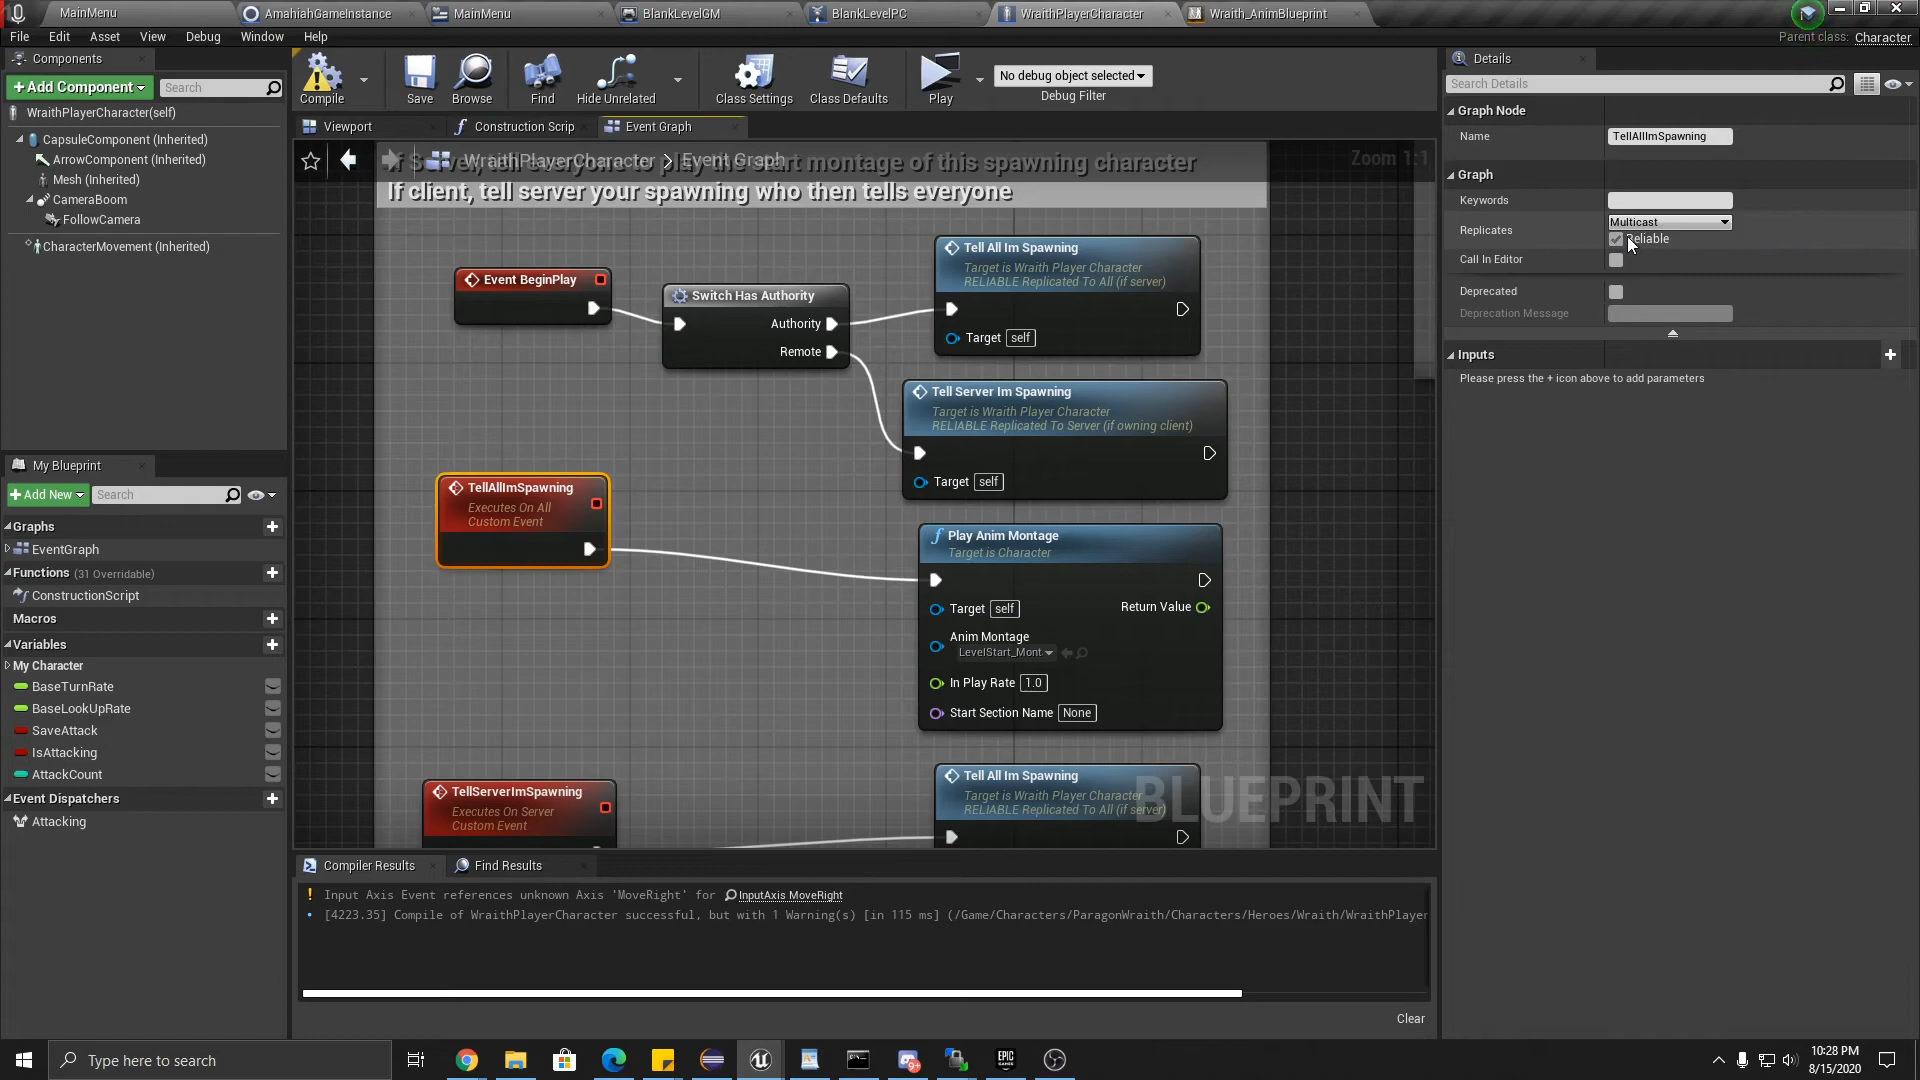 MainMenu
AmahiahGameInstance
MainMenu
BlankLevelGM
BlankLevelPC
WraithPlayerCharacter
Wraith_AnimBlueprint
File Edit Asset View Debug Window Help
Parent class: Character
Components
+ Add Component
Search
WraithPlayerCharacter(self)
CapsuleComponent (Inherited)
ArrowComponent (Inherited)
Mesh (Inherited)
CameraBoom
FollowCamera
CharacterMovement (Inherited)
My Blueprint
+ Add New
Search
Graphs
EventGraph
Functions (31 Overridable)
ConstructionScript
Macros
Variables
My Character
BaseTurnRate
BaseLookUpRate
SaveAttack
IsAttacking
AttackCount
Event Dispatchers
Attacking
Compile
Save
Browse
Find
Hide Unrelated
Class Settings
Class Defaults
Play
No debug object selected
Debug Filter
Viewport
Construction Scrip
Event Graph
WraithPlayerCharacter > Event Graph
Zoom 1:1
If client, tell server your spawning who then tells everyone
Event BeginPlay
Switch Has Authority
Authority
Remote
Tell All Im Spawning
Target is Wraith Player Character
RELIABLE Replicated To All (if server)
Target self
Tell Server Im Spawning
Target is Wraith Player Character
RELIABLE Replicated To Server (if owning client)
Target self
TellAllImSpawning
Executes On All
Custom Event
Play Anim Montage
Target is Character
Target self
Return Value
Anim Montage
LevelStart_Mont
In Play Rate 1.0
Start Section Name None
TellServerImSpawning
Executes On Server
Custom Event
Tell All Im Spawning
Target is Wraith Player Character
RELIABLE Replicated To All (if server)
BLUEPRINT
Compiler Results
Find Results
! Input Axis Event references unknown Axis 'MoveRight' for InputAxis MoveRight
• [4223.35] Compile of WraithPlayerCharacter successful, but with 1 Warning(s) [in 115 ms] (/Game/Characters/ParagonWraith/Characters/Heroes/Wraith/WraithPlayer
Clear
Details
Search Details
Graph Node
Name TellAllImSpawning
Graph
Keywords
Replicates Multicast
Reliable
Call In Editor
Deprecated
Deprecation Message
Inputs
Please press the + icon above to add parameters
Type here to search
EPIC
GAMES
10:28 PM
8/15/2020